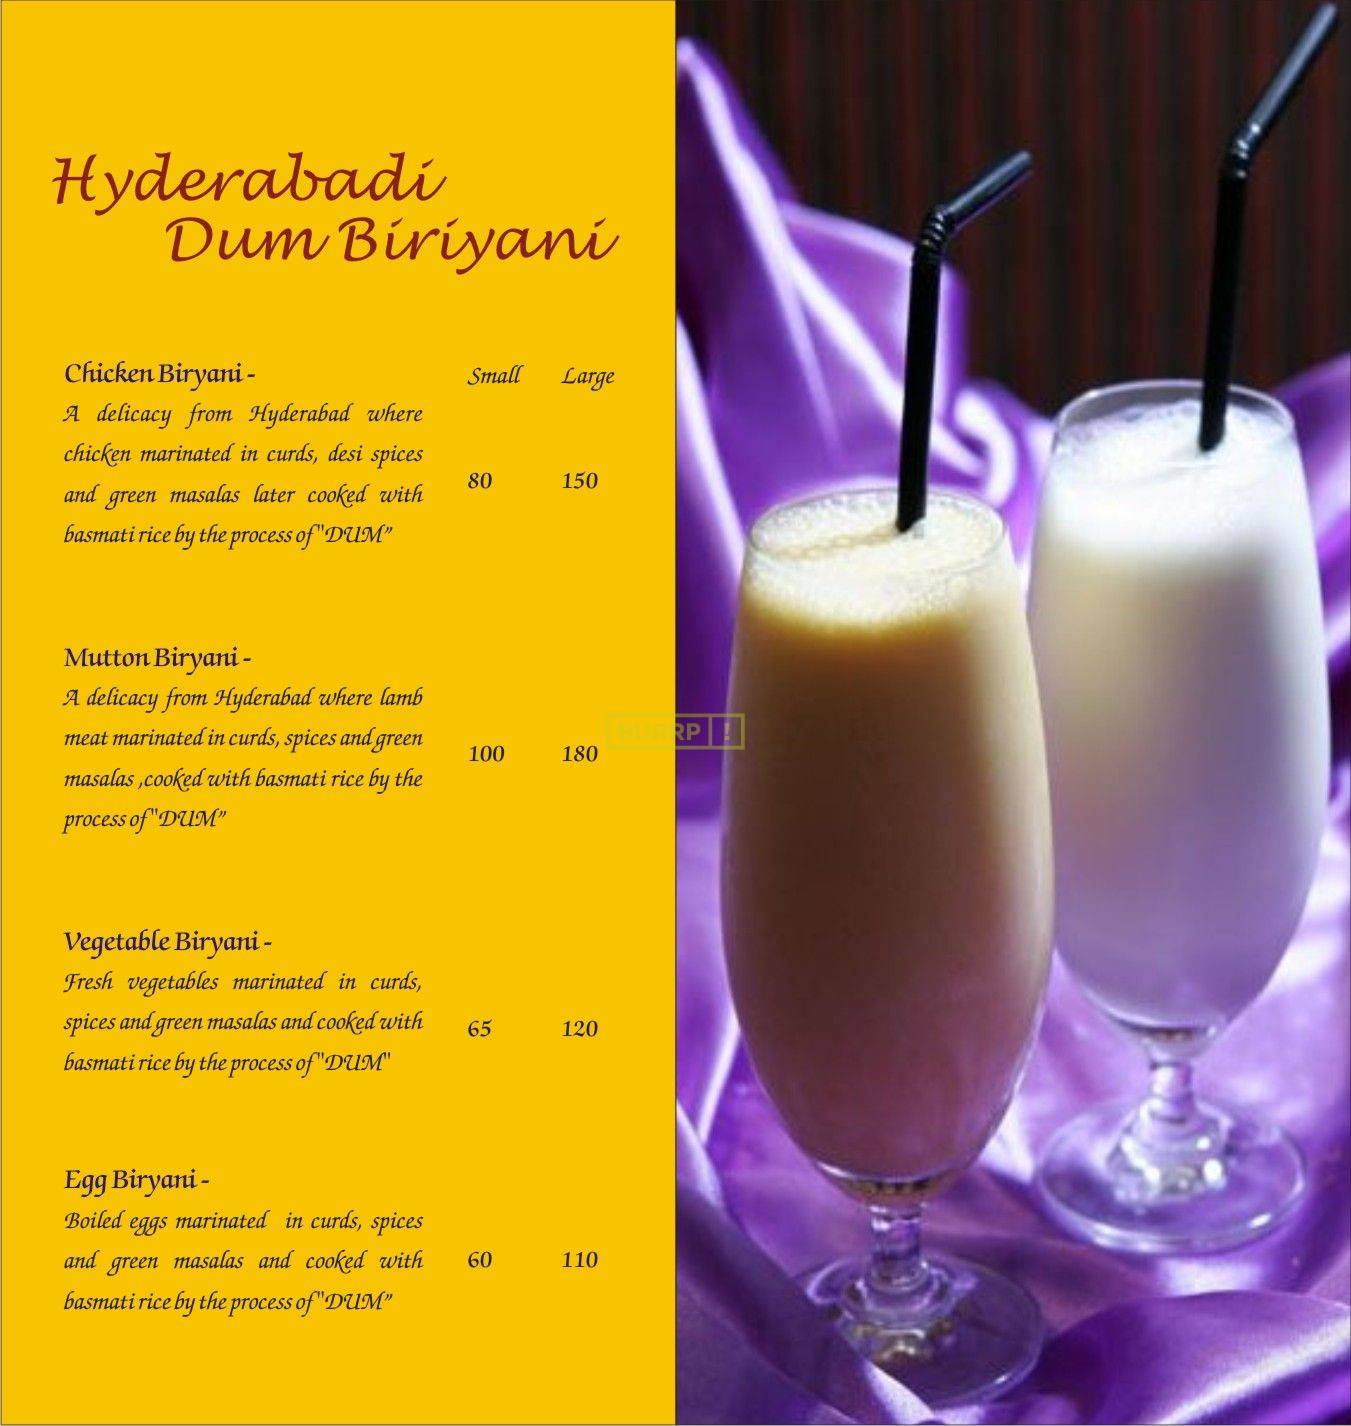 Hyderabadi
Dum Biriyani
Chicken Biryani -
Small Large
A delicacy from Hyderabad where
chicken marinated in curds, desi spices
and green masalas later cooked with
basmati rice by the process of "DUM”
80 150
Mutton Biryani -
A delicacy from Hyderabad where lamb
meat marinated in curds, spices and green
masalas ,cooked with basmati rice by the
process of "DUM”
100 180
Vegetable Biryani -
Fresh vegetables marinated in curds,
spices and green masalas and cooked with
basmati rice by the process of "DUM"
65 120
Egg Biryani -
Boiled eggs marinated in curds, spices
and green masalas and cooked with
basmati rice by the process of "DUM”
60 110
BURRP!